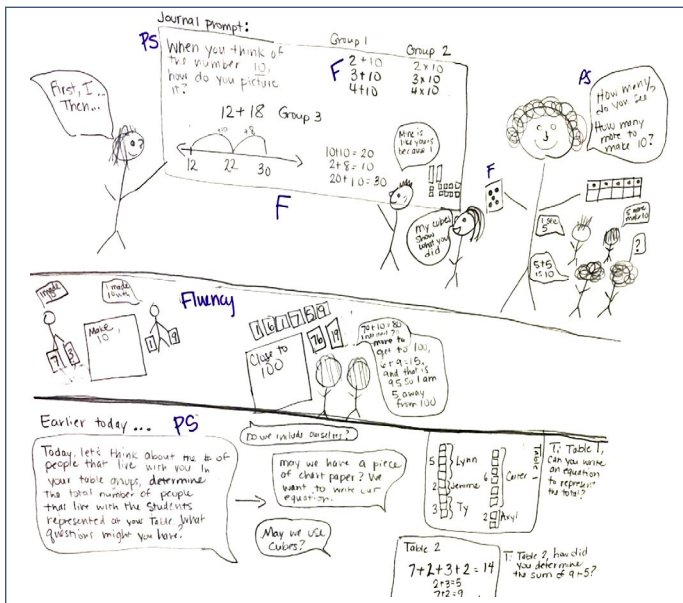 Journal Prompt:
PS
When you think of
the number 10,
how do you picture
it?
Group 1
2+10
3+10
4+10
F
Group 2
2x10
3x10
4x10
12+18 Group 3
+10
+8
12 22 30
10+10=20
2+8=10
20+10=30
F
First, I...
Then...
Mine is
like yours
because I
my cubes
show
what you
did
F
PS
How many
do you see?
How many
more to
make 10?
I see
5
5 more
makes 10
5+5
is 10
?
Fluency
I made
10
I made
10 with
Make
10
7 3
1 9
1 6 1 7 5 9
76 19
Close to
100
70+10=80
more to
get to 100,
6+9=15,
and that is
95 so I am
5 away
from 100
Earlier today ... PS
Today, let's think about the # of
people that live with you. In
your table groups, determine
the total number of people
that live with the students
represented at your table. What
questions might you have?
Do we include ourselves?
may we have a piece
of chart paper? We
want to write our
equation.
May we use
cubes?
5 Lynn
2 Jerome
3 Ty
6 Carter
2 Aryl
Table 1
T: Table 1,
Can you write
an equation
to represent
the total?
Table 2
7+2+3+2=14
2+3=5
7+2=9
T: Table 2, how did
you determine
the sum of 9+5?